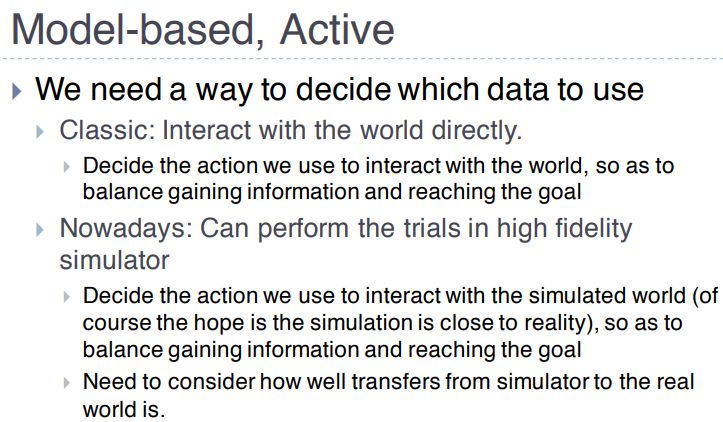 Model-based, Active
We need a way to decide which data to use
Classic: Interact with the world directly.
Decide the action we use to interact with the world, so as to
balance gaining information and reaching the goal
Nowadays: Can perform the trials in high fidelity
simulator
Decide the action we use to interact with the simulated world (of
course the hope is the simulation is close to reality), so as to
balance gaining information and reaching the goal
Need to consider how well transfers from simulator to the real
world is.